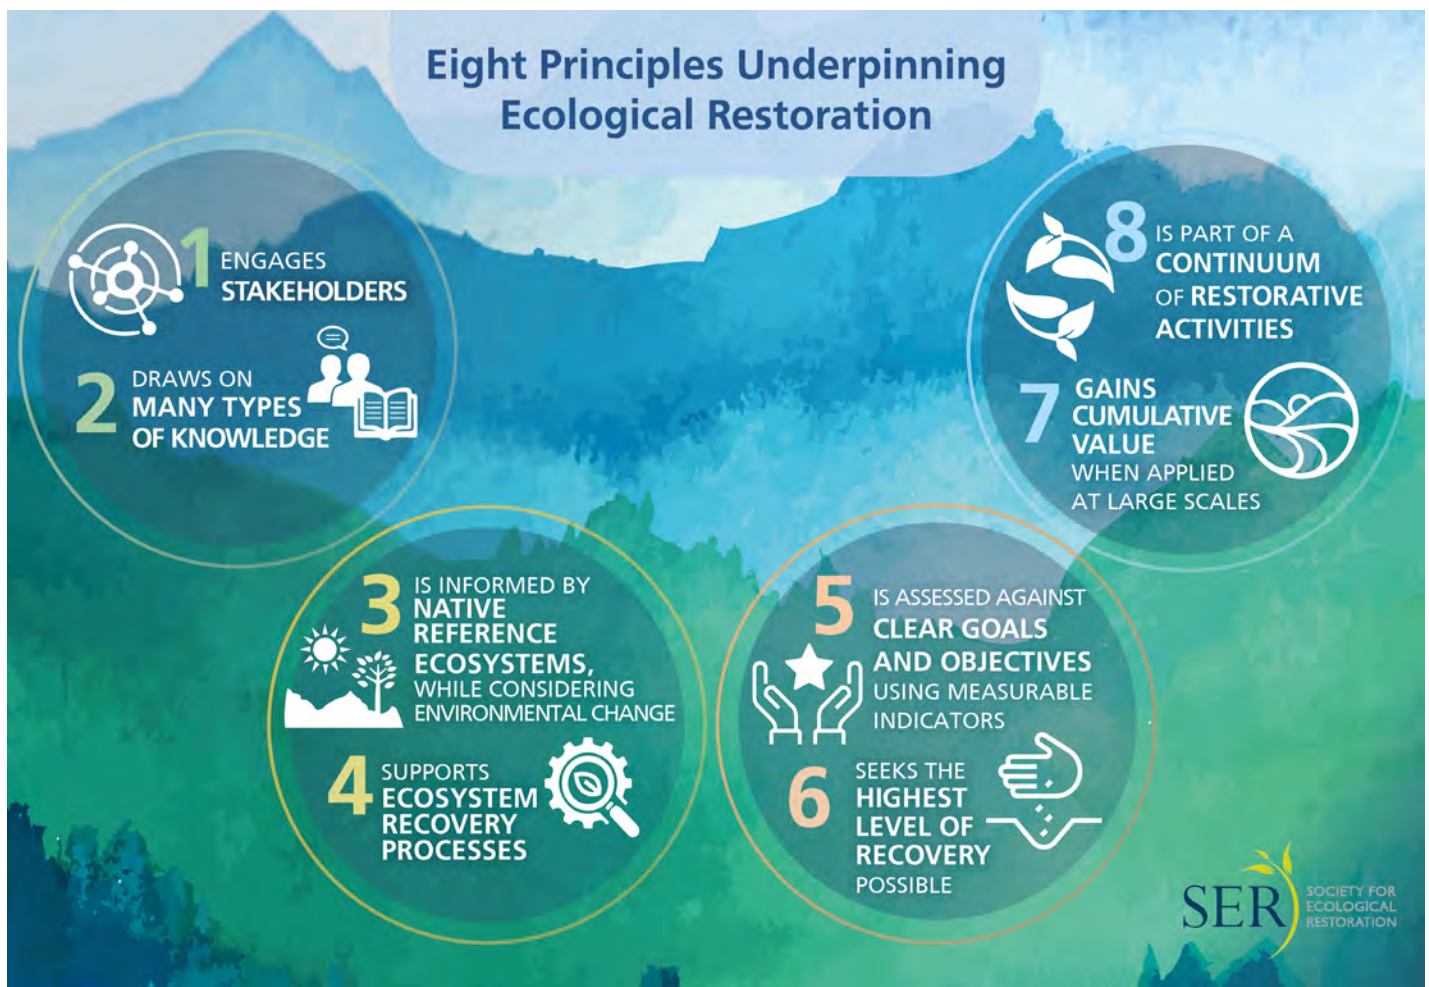 Eight Principles Underpinning
Ecological Restoration
1
ENGAGES
STAKEHOLDERS
2
DRAWS ON
MANY TYPES
OF KNOWLEDGE
3
IS INFORMED BY
NATIVE
REFERENCE
ECOSYSTEMS,
WHILE CONSIDERING
ENVIRONMENTAL CHANGE
4
SUPPORTS
ECOSYSTEM
RECOVERY
PROCESSES
5
IS ASSESSED AGAINST
CLEAR GOALS
AND OBJECTIVES
USING MEASURABLE
INDICATORS
6
SEEKS THE
HIGHEST
LEVEL OF
RECOVERY
POSSIBLE
7
GAINS
CUMULATIVE
VALUE
WHEN APPLIED
AT LARGE SCALES
8
IS PART OF A
CONTINUUM
OF RESTORATIVE
ACTIVITIES
SER
SOCIETY FOR
ECOLOGICAL
RESTORATION